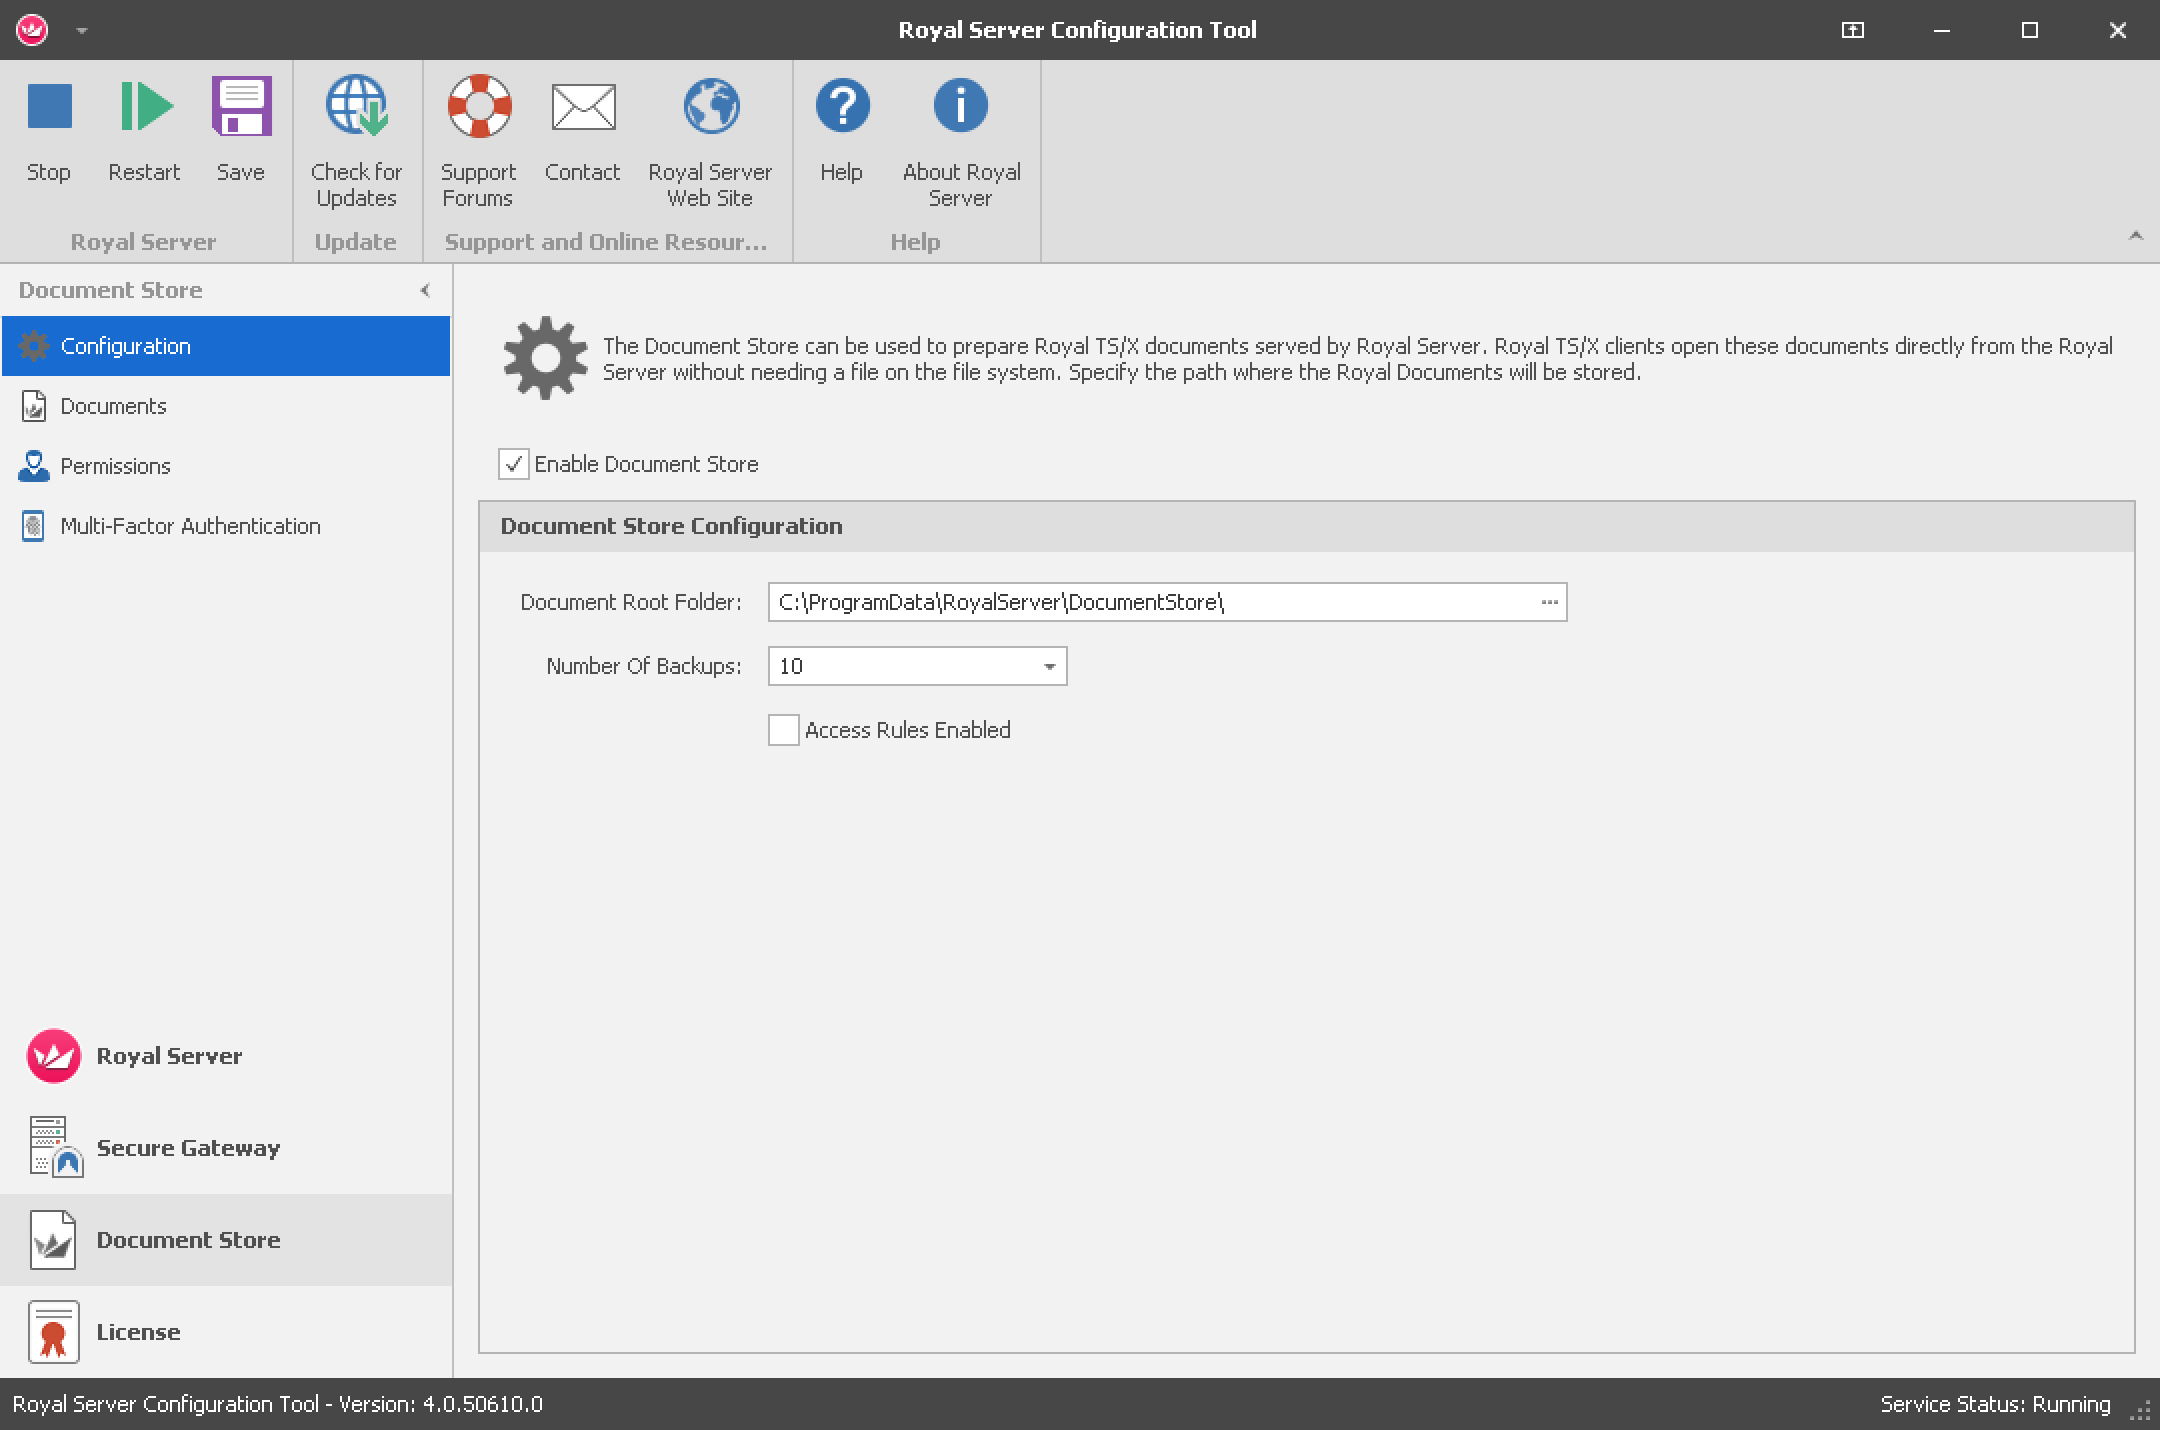 Royal Server Configuration Tool
Stop
Restart
Save
Check for
Updates
Support
Forums
Contact
Royal Server
Web Site
Help
About Royal
Server
Royal Server
Update
Support and Online Resour...
Help
Document Store
Configuration
Documents
Permissions
Multi-Factor Authentication
Royal Server
Secure Gateway
Document Store
License
The Document Store can be used to prepare Royal TS/X documents served by Royal Server. Royal TS/X clients open these documents directly from the Royal
Server without needing a file on the file system. Specify the path where the Royal Documents will be stored.
Enable Document Store
Document Store Configuration
Document Root Folder: C:\ProgramData\RoyalServer\DocumentStore\
Number Of Backups: 10
Access Rules Enabled
Royal Server Configuration Tool - Version: 4.0.50610.0
Service Status: Running